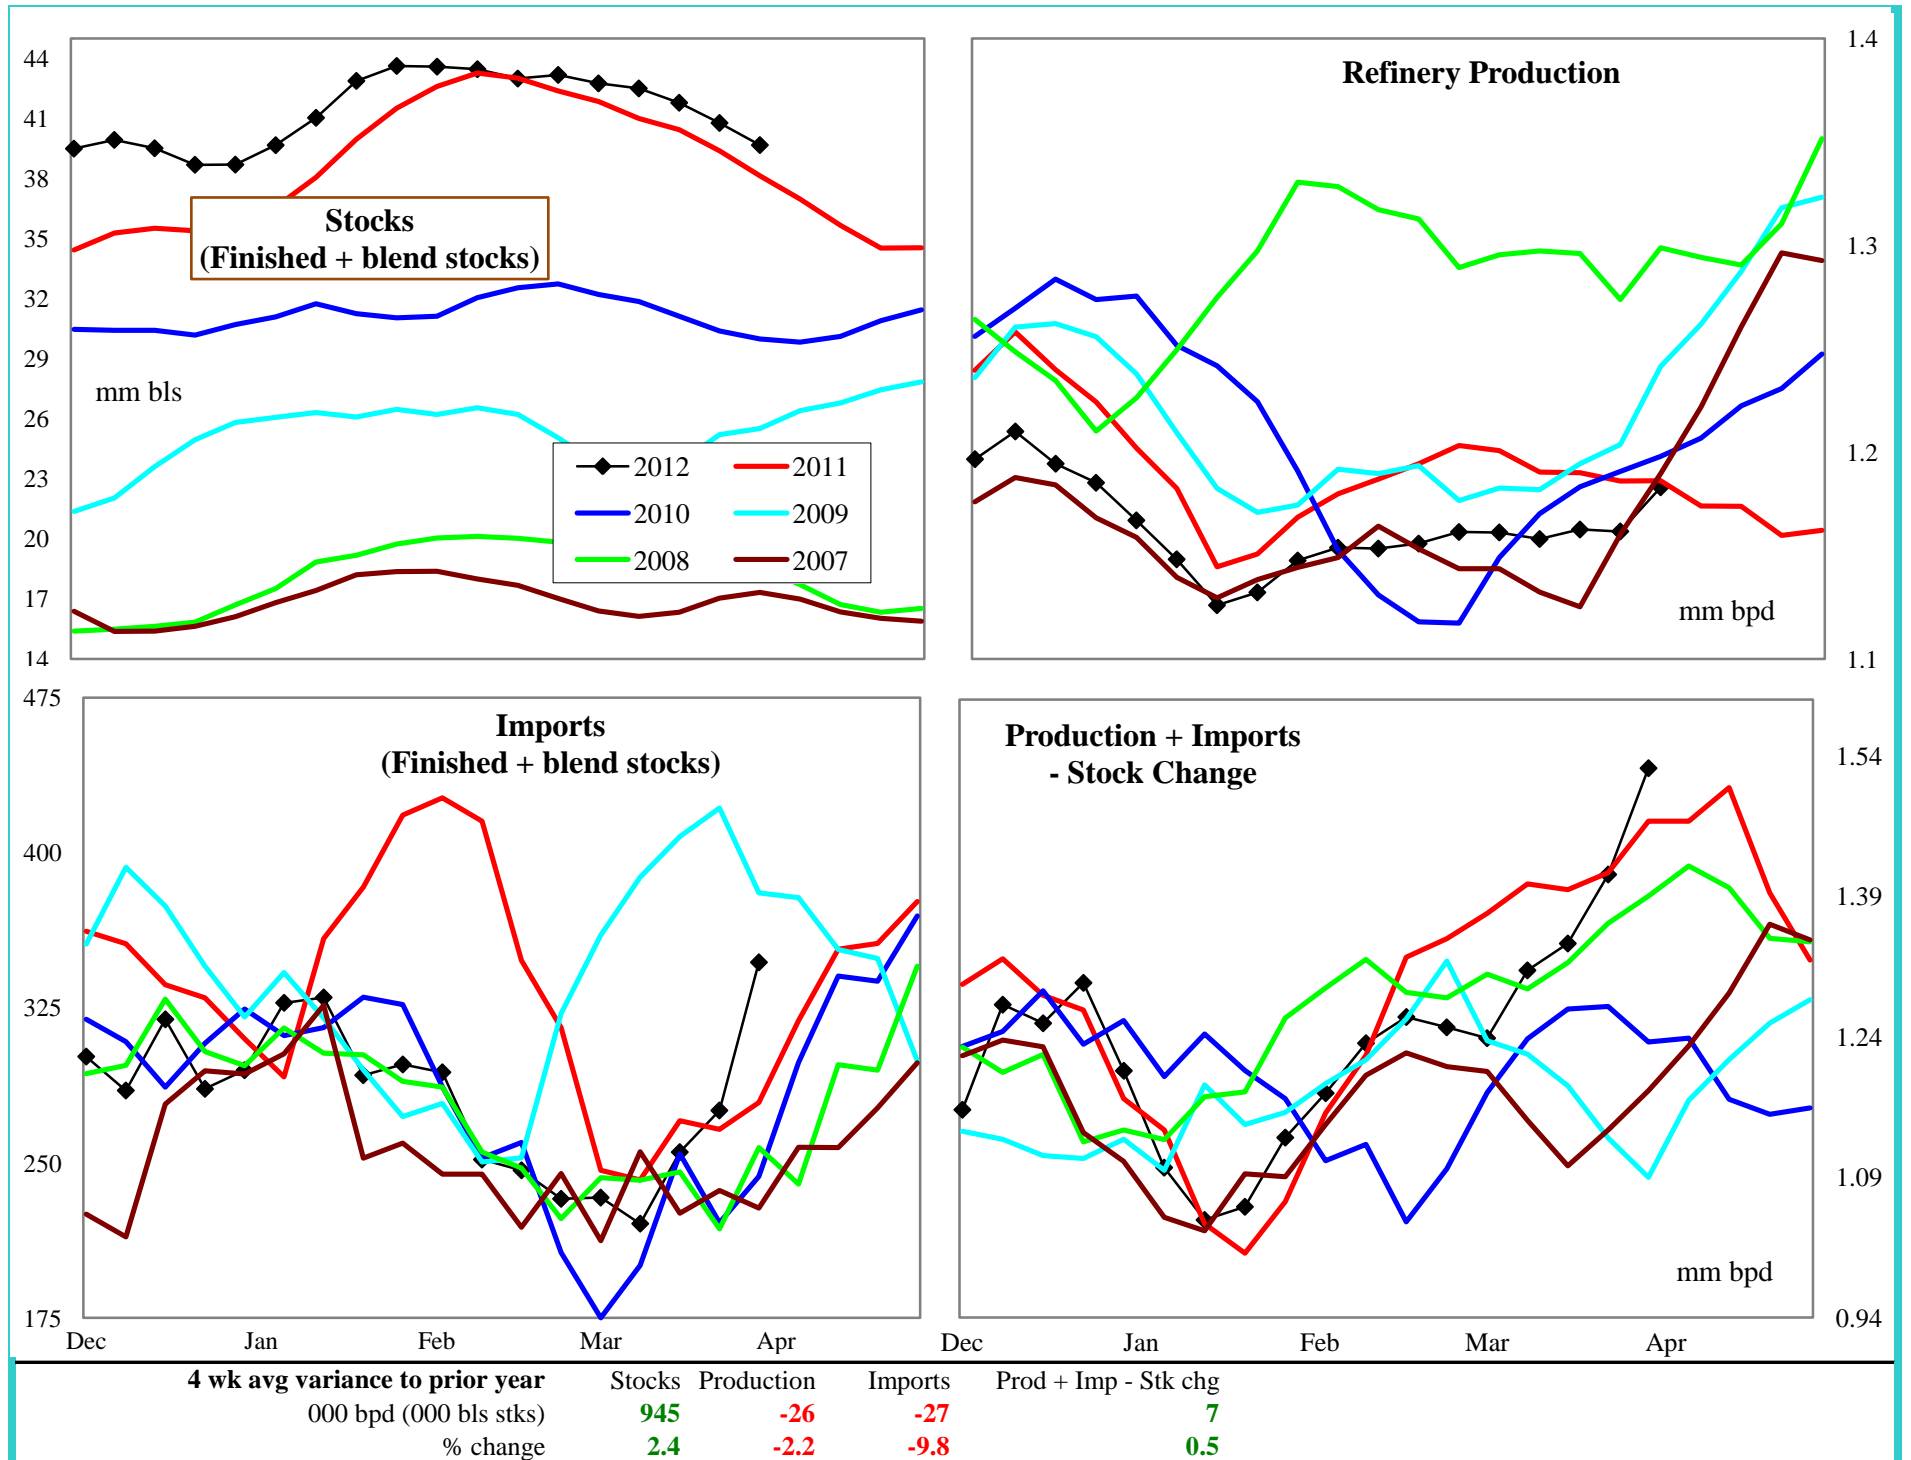 44
41
38
35
32
29
26
23
20
17
14
Stocks
(Finished + blend stocks)
mm bls
2012 2011
2010 2009
2008 2007
Refinery Production
mm bpd
1.4
1.3
1.2
1.1
475
400
325
250
175
Imports
(Finished + blend stocks)
Dec Jan Feb Mar Apr
Production + Imports
- Stock Change
mm bpd
1.54
1.39
1.24
1.09
0.94
Dec Jan Feb Mar Apr
4 wk avg variance to prior year Stocks Production Imports Prod + Imp - Stk chg
000 bpd (000 bls stks) 945 -26 -27 7
% change 2.4 -2.2 -9.8 0.5